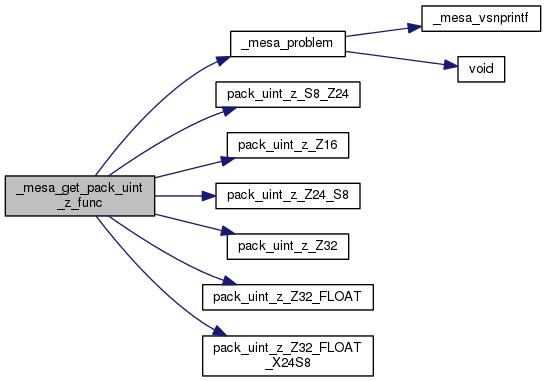 _mesa_vsnprintf
_mesa_problem
void
pack_uint_z_S8_Z24
pack_uint_z_Z16
_mesa_get_pack_uint
_z_func
pack_uint_z_Z24_S8
pack_uint_z_Z32
pack_uint_z_Z32_FLOAT
pack_uint_z_Z32_FLOAT
_X24S8